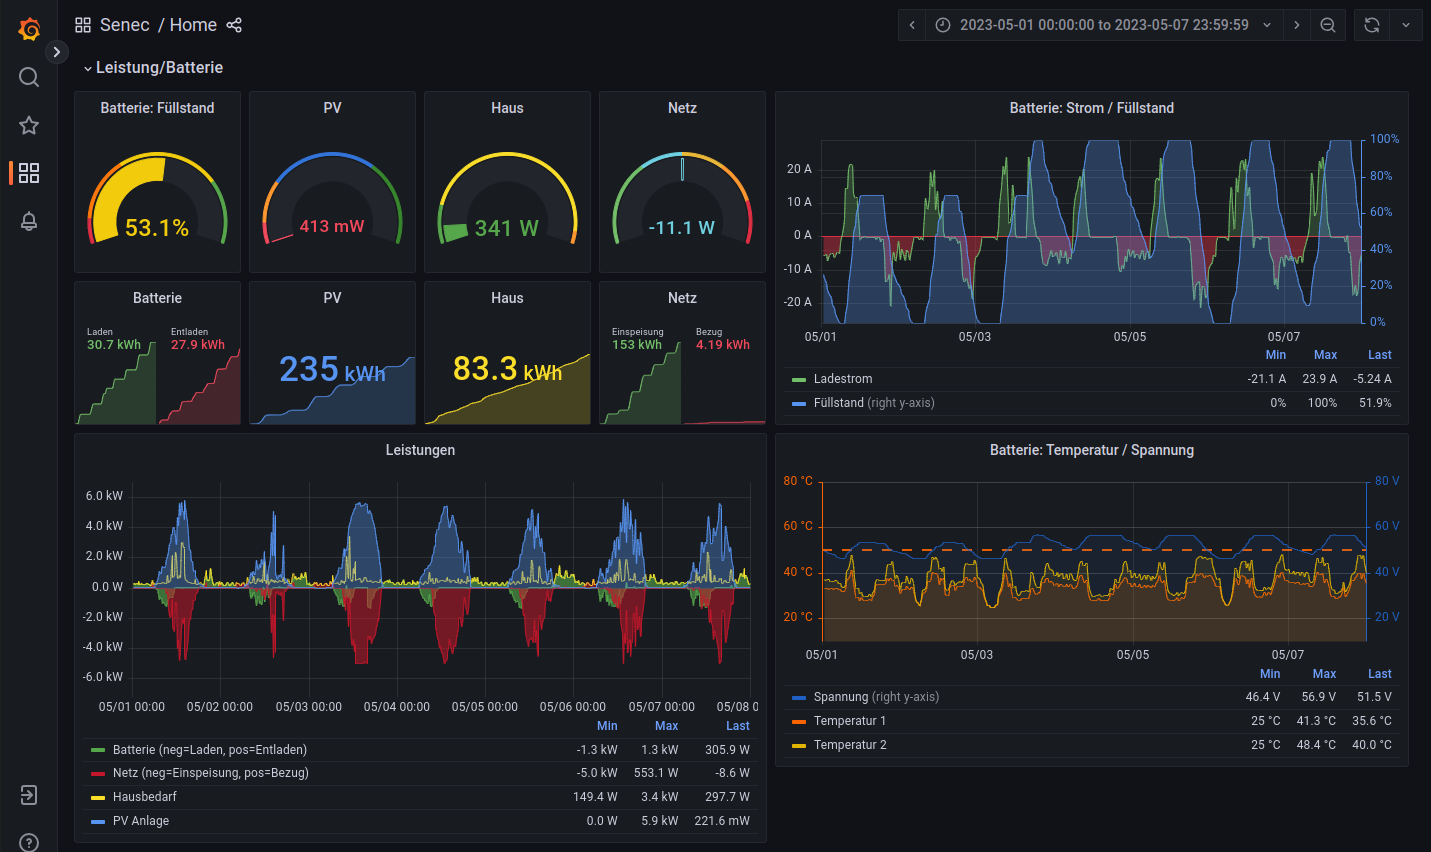 Senec / Home
2023-05-01 00:00:00 to 2023-05-07 23:59:59
Leistung/Batterie
Batterie: Füllstand
53.1%
PV
413 mW
Haus
341 W
Netz
-11.1 W
Batterie
Laden
30.7 kWh
Entladen
27.9 kWh
PV
235 kWh
Haus
83.3 kWh
Netz
Einspeisung
153 kWh
Bezug
4.19 kWh
Batterie: Strom / Füllstand
20 A
10 A
0 A
-10 A
-20 A
100%
80%
60%
40%
20%
0%
05/01 05/03 05/05 05/07
Min Max Last
Ladestrom -21.1 A 23.9 A -5.24 A
Füllstand (right y-axis) 0% 100% 51.9%
Leistungen
6.0 kW
4.0 kW
2.0 kW
0.0 W
-2.0 kW
-4.0 kW
-6.0 kW
05/01 00:00 05/02 00:00 05/03 00:00 05/04 00:00 05/05 00:00 05/06 00:00 05/07 00:00 05/08 0
Min Max Last
Batterie (neg=Laden, pos=Entladen) -1.3 kW 1.3 kW 305.9 W
Netz (neg=Einspeisung, pos=Bezug) -5.0 kW 553.1 W -8.6 W
Hausbedarf 149.4 W 3.4 kW 297.7 W
PV Anlage 0.0 W 5.9 kW 221.6 mW
Batterie: Temperatur / Spannung
80 °C
60 °C
40 °C
20 °C
80 V
60 V
40 V
20 V
05/01 05/03 05/05 05/07
Min Max Last
Spannung (right y-axis) 46.4 V 56.9 V 51.5 V
Temperatur 1 25 °C 41.3 °C 35.6 °C
Temperatur 2 25 °C 48.4 °C 40.0 °C